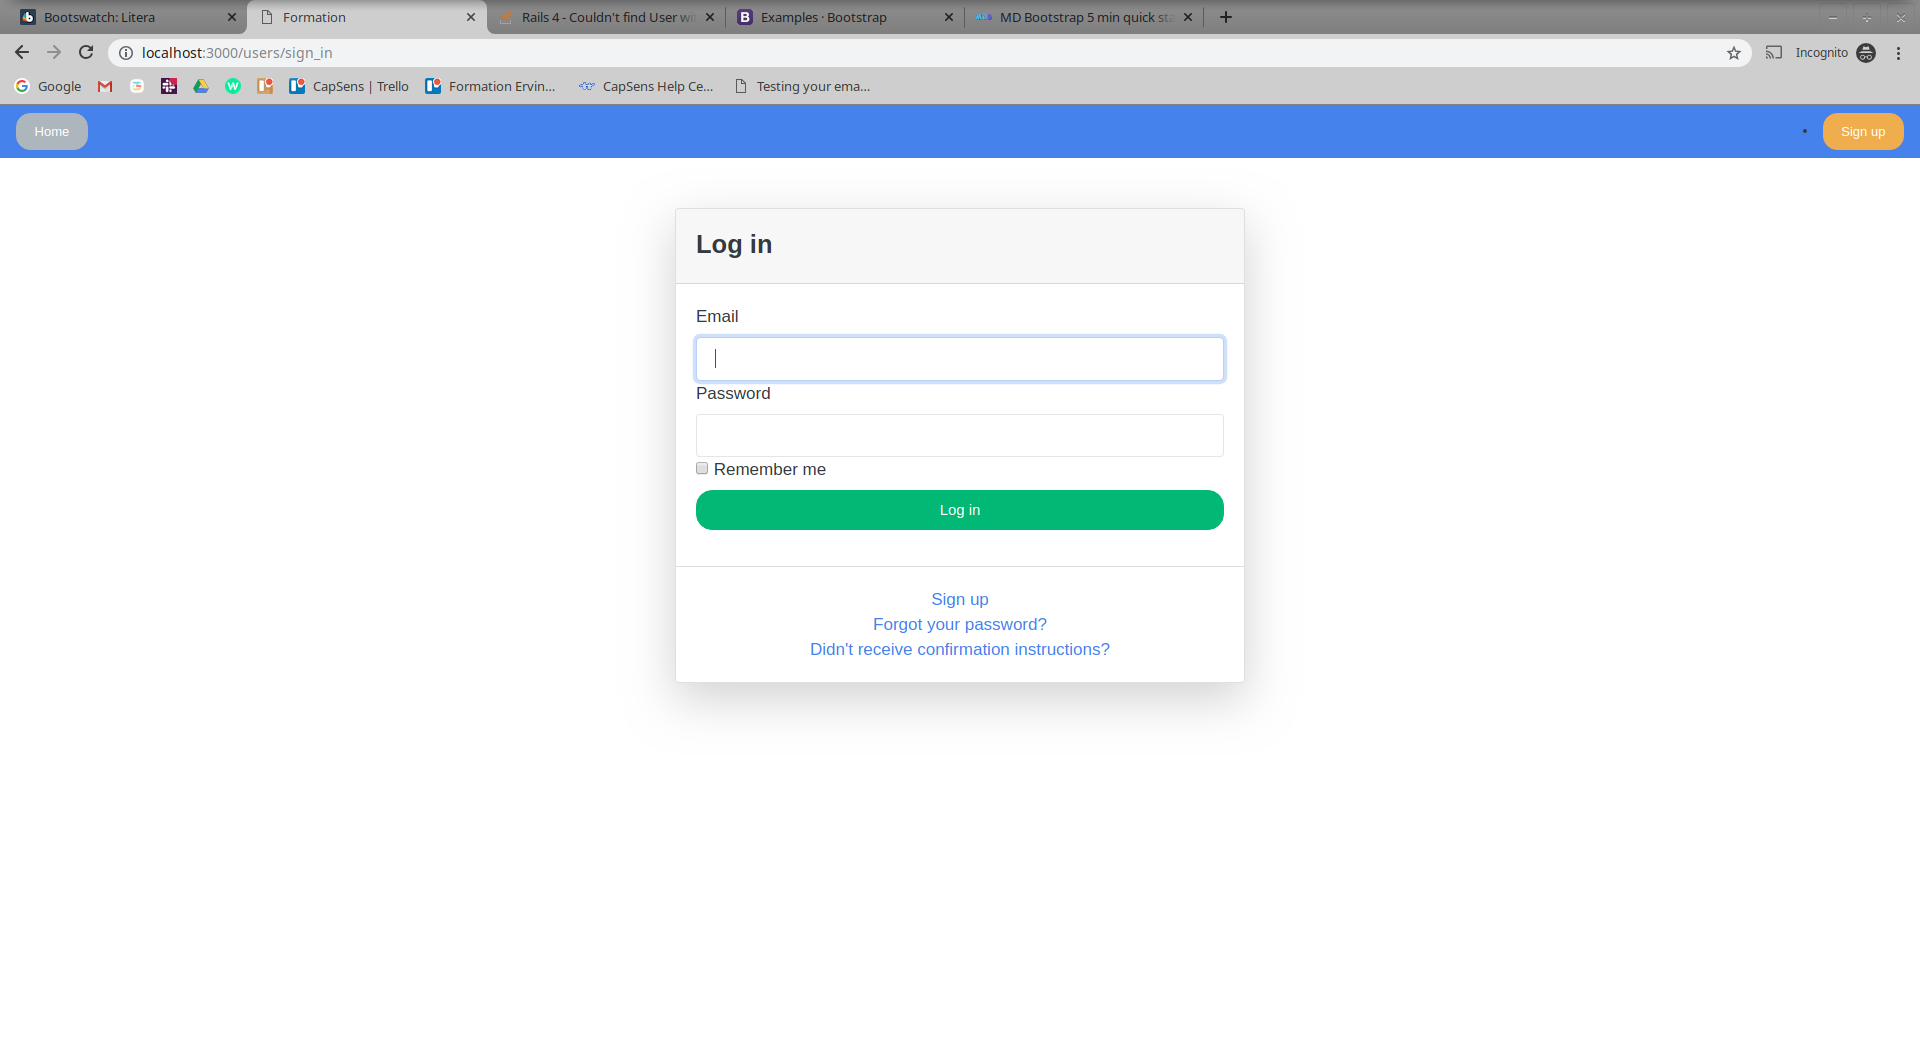 Bootswatch: Litera
Formation
Rails 4 - Couldn't find User wi
Examples · Bootstrap
MD Bootstrap 5 min quick sta
localhost:3000/users/sign_in
Incognito
Google
CapSens | Trello
Formation Ervin...
CapSens Help Ce...
Testing your ema...
Home
Sign up
Log in
Email
Password
Remember me
Log in
Sign up
Forgot your password?
Didn't receive confirmation instructions?